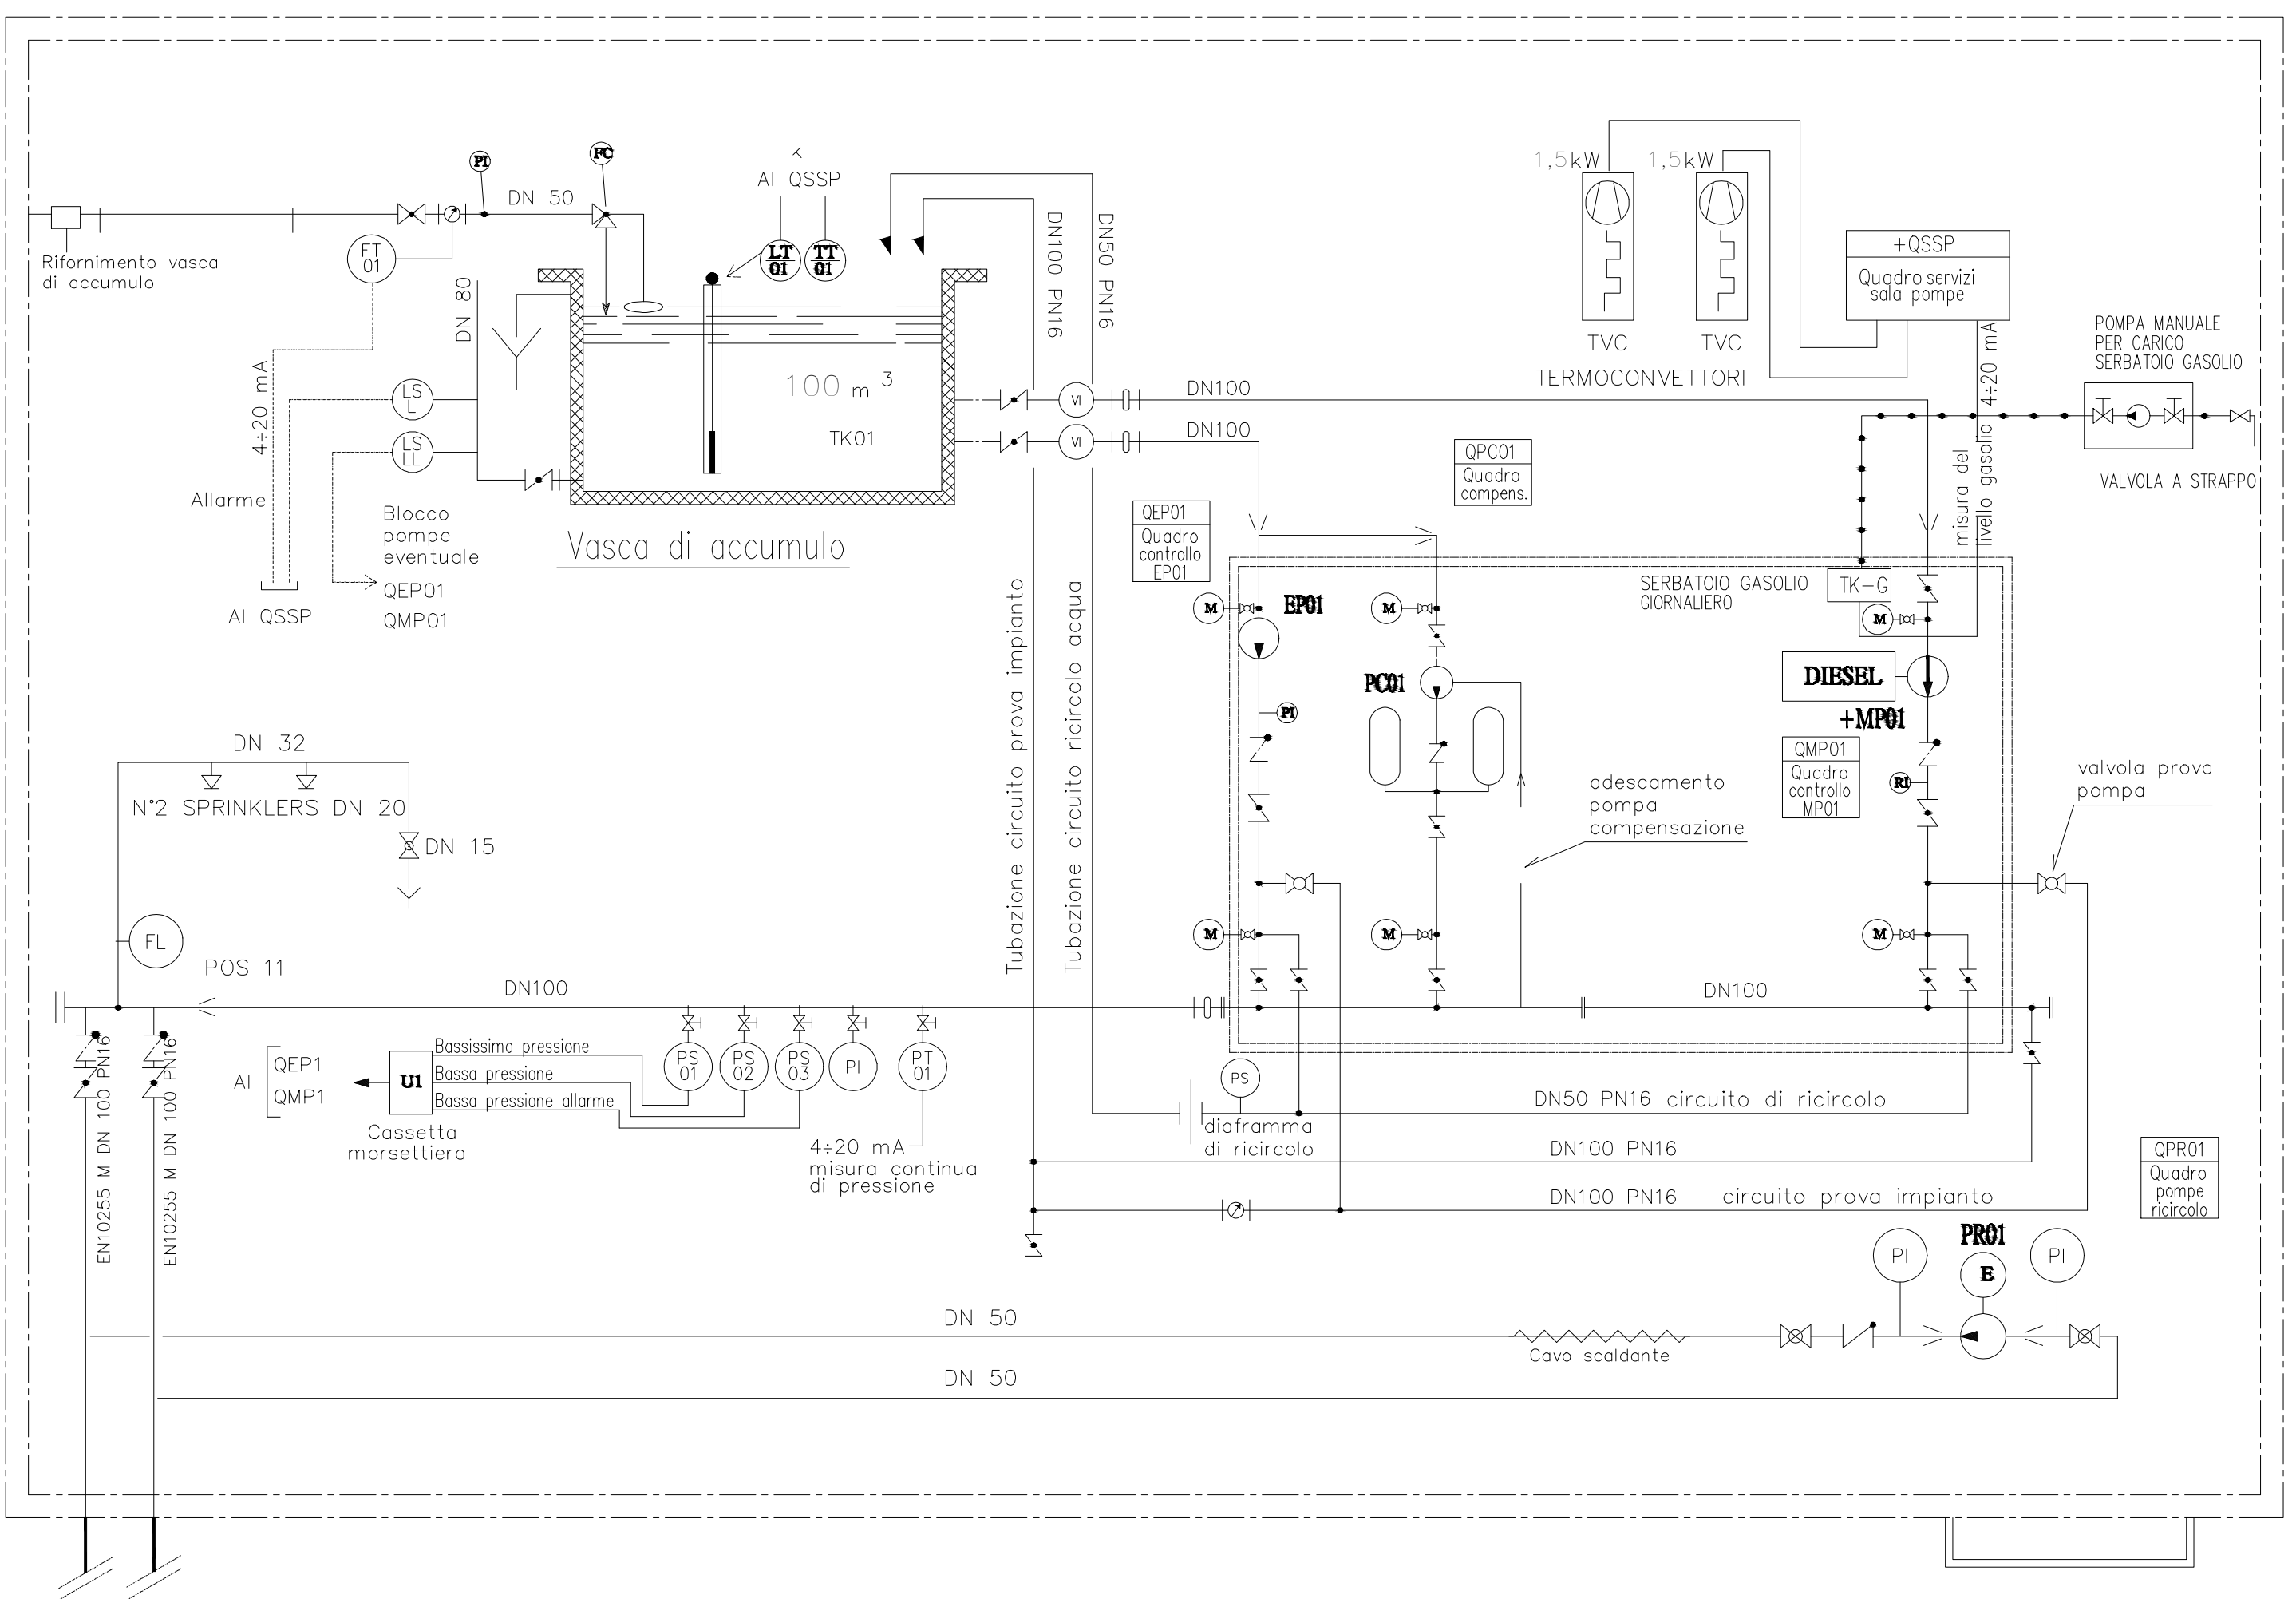 PI
FC
Al QSSP
DN 50
Rifornimento vasca
di accumulo
FT
01
LT
01
TT
01
DN 80
DN100 PN16
DN50 PN16
4÷20 mA
LS
L
LS
LL
100 m 3
TK01
Allarme
Blocco
pompe
eventuale
QEP01
QMP01
Al QSSP
Vasca di accumulo
VI
DN100
VI
DN100
1,5kW
1,5kW
TVC
TVC
TERMOCONVETTORI
+QSSP
Quadro servizi
sala pompe
misura del
livello gasolio 4÷20 mA
POMPA MANUALE
PER CARICO
SERBATOIO GASOLIO
VALVOLA A STRAPPO
QPC01
Quadro
compens.
QEP01
Quadro
controllo
EP01
SERBATOIO GASOLIO
GIORNALIERO
TK-G
M
EP01
M
M
PC01
DIESEL
+MP01
PI
QMP01
Quadro
controllo
MP01
RI
adescamento
pompa
compensazione
valvola prova
pompa
Tubazione circuito prova impianto
Tubazione circuito ricircolo acqua
DN 32
N°2 SPRINKLERS DN 20
DN 15
FL
POS 11
M
M
M
DN100
DN100
EN10255 M DN 100 PN16
EN10255 M DN 100 PN16
Al
QEP1
QMP1
U1
Cassetta
morsettiera
Bassissima pressione
Bassa pressione
Bassa pressione allarme
PS
01
PS
02
PS
03
PI
PT
01
4÷20 mA
misura continua
di pressione
PS
diaframma
di ricircolo
DN50 PN16 circuito di ricircolo
DN100 PN16
DN100 PN16 circuito prova impianto
QPR01
Quadro
pompe
ricircolo
PR01
PI
E
PI
DN 50
Cavo scaldante
DN 50